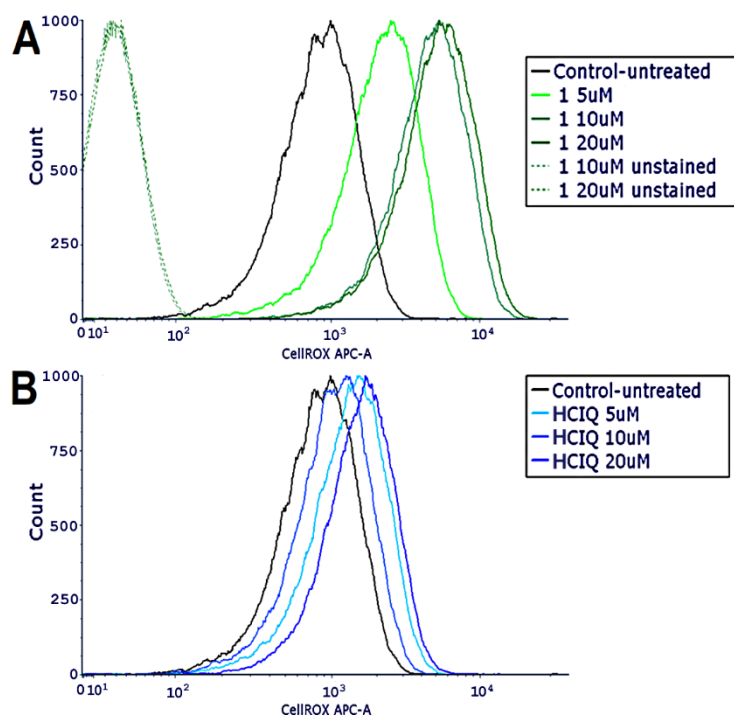 A
1000
750
500
250
0
Count
0 10¹ 10² 10³ 10⁴
CellROX APC-A
Control-untreated
1 5uM
1 10uM
1 20uM
1 10uM unstained
1 20uM unstained
B
1000
750
500
250
0
Count
0 10¹ 10² 10³ 10⁴
CellROX APC-A
Control-untreated
HCIQ 5uM
HCIQ 10uM
HCIQ 20uM